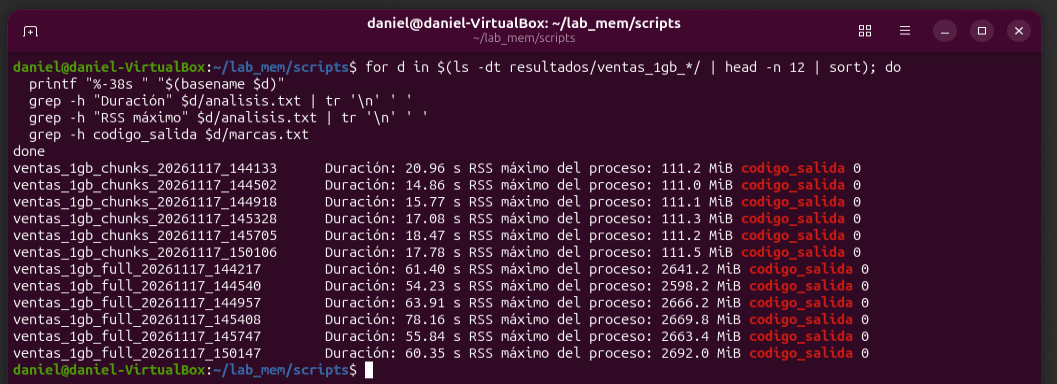 daniel@daniel-VirtualBox: ~/lab_mem/scripts
~/lab_mem/scripts
daniel@daniel-VirtualBox:~/lab_mem/scripts$ for d in $(ls -dt resultados/ventas_1gb_*/ | head -n 12 | sort); do
  printf "%-38s " "$(basename $d)"
  grep -h "Duración" $d/analisis.txt | tr '\n' ' '
  grep -h "RSS máximo" $d/analisis.txt | tr '\n' ' '
  grep -h codigo_salida $d/marcas.txt
done
ventas_1gb_chunks_20261117_144133      Duración: 20.96 s RSS máximo del proceso: 111.2 MiB codigo_salida 0
ventas_1gb_chunks_20261117_144502      Duración: 14.86 s RSS máximo del proceso: 111.0 MiB codigo_salida 0
ventas_1gb_chunks_20261117_144918      Duración: 15.77 s RSS máximo del proceso: 111.1 MiB codigo_salida 0
ventas_1gb_chunks_20261117_145328      Duración: 17.08 s RSS máximo del proceso: 111.3 MiB codigo_salida 0
ventas_1gb_chunks_20261117_145705      Duración: 18.47 s RSS máximo del proceso: 111.2 MiB codigo_salida 0
ventas_1gb_chunks_20261117_150106      Duración: 17.78 s RSS máximo del proceso: 111.5 MiB codigo_salida 0
ventas_1gb_full_20261117_144217        Duración: 61.40 s RSS máximo del proceso: 2641.2 MiB codigo_salida 0
ventas_1gb_full_20261117_144540        Duración: 54.23 s RSS máximo del proceso: 2598.2 MiB codigo_salida 0
ventas_1gb_full_20261117_144957        Duración: 63.91 s RSS máximo del proceso: 2666.2 MiB codigo_salida 0
ventas_1gb_full_20261117_145408        Duración: 78.16 s RSS máximo del proceso: 2669.8 MiB codigo_salida 0
ventas_1gb_full_20261117_145747        Duración: 55.84 s RSS máximo del proceso: 2663.4 MiB codigo_salida 0
ventas_1gb_full_20261117_150147        Duración: 60.35 s RSS máximo del proceso: 2692.0 MiB codigo_salida 0
daniel@daniel-VirtualBox:~/lab_mem/scripts$